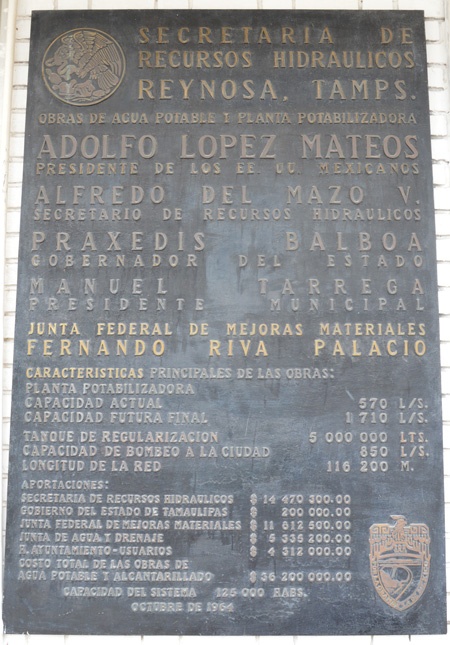 SECRETARIA DE
RECURSOS HIDRAULICOS
REYNOSA, TAMPS.
OBRAS DE AGUA POTABLE Y PLANTA POTABILIZADORA
ADOLFO LOPEZ MATEOS
PRESIDENTE DE LOS EE. UU. MEXICANOS
ALFREDO DEL MAZO V.
SECRETARIO DE RECURSOS HIDRAULICOS
PRAXEDIS BALBOA
GOBERNADOR DEL ESTADO
MANUEL TARREGA
PRESIDENTE MUNICIPAL
JUNTA FEDERAL DE MEJORAS MATERIALES
FERNANDO RIVA PALACIO
CARACTERISTICAS PRINCIPALES DE LAS OBRAS:
PLANTA POTABILIZADORA
CAPACIDAD ACTUAL 570 L/S.
CAPACIDAD FUTURA FINAL 1 710 L/S.
TANQUE DE REGULARIZACION 5 000 000 LTS.
CAPACIDAD DE BOMBEO A LA CIUDAD 850 L/S.
LONGITUD DE LA RED 116 200 M.
APORTACIONES:
SECRETARIA DE RECURSOS HIDRAULICOS $ 14 470 300.00
GOBIERNO DEL ESTADO DE TAMAULIPAS $ 200 000.00
JUNTA FEDERAL DE MEJORAS MATERIALES $ 11 882 500.00
JUNTA DE AGUA Y DRENAJE $ 5 335 200.00
H. AYUNTAMIENTO-USUARIOS $ 4 312 000.00
COSTO TOTAL DE LAS OBRAS DE
AGUA POTABLE Y ALCANTARILLADO $ 36 200 000.00
CAPACIDAD DEL SISTEMA 125 000 HABS.
OCTUBRE DE 1964